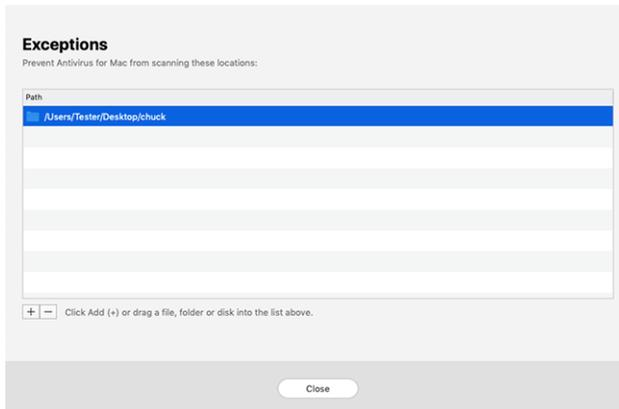 Exceptions
Prevent Antivirus for Mac from scanning these locations:
Path
/Users/Tester/Desktop/chuck
+ − Click Add (+) or drag a file, folder or disk into the list above.
Close